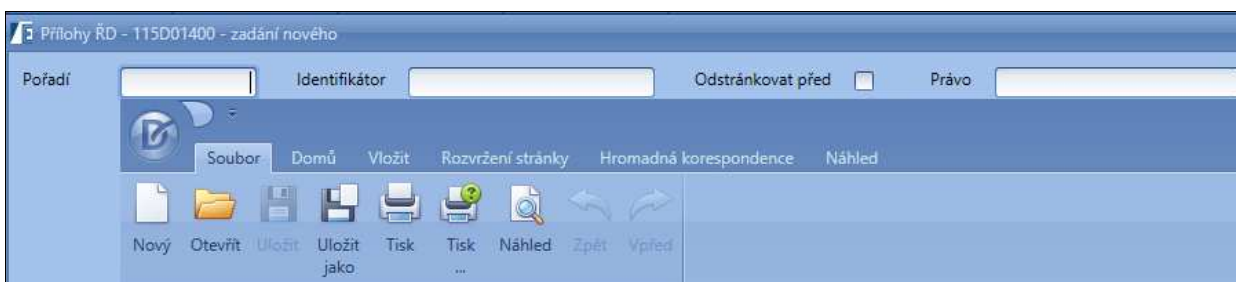 Přílohy ŘD - 115D01400 - zadání nového
Pořadí Identifikátor Odstránkovat před Právo
Soubor Domů Vložit Rozvržení stránky Hromadná korespondence Náhled
Nový Otevřít Uložit Uložit Tisk Tisk Náhled Zpět Vpřed
jako ...